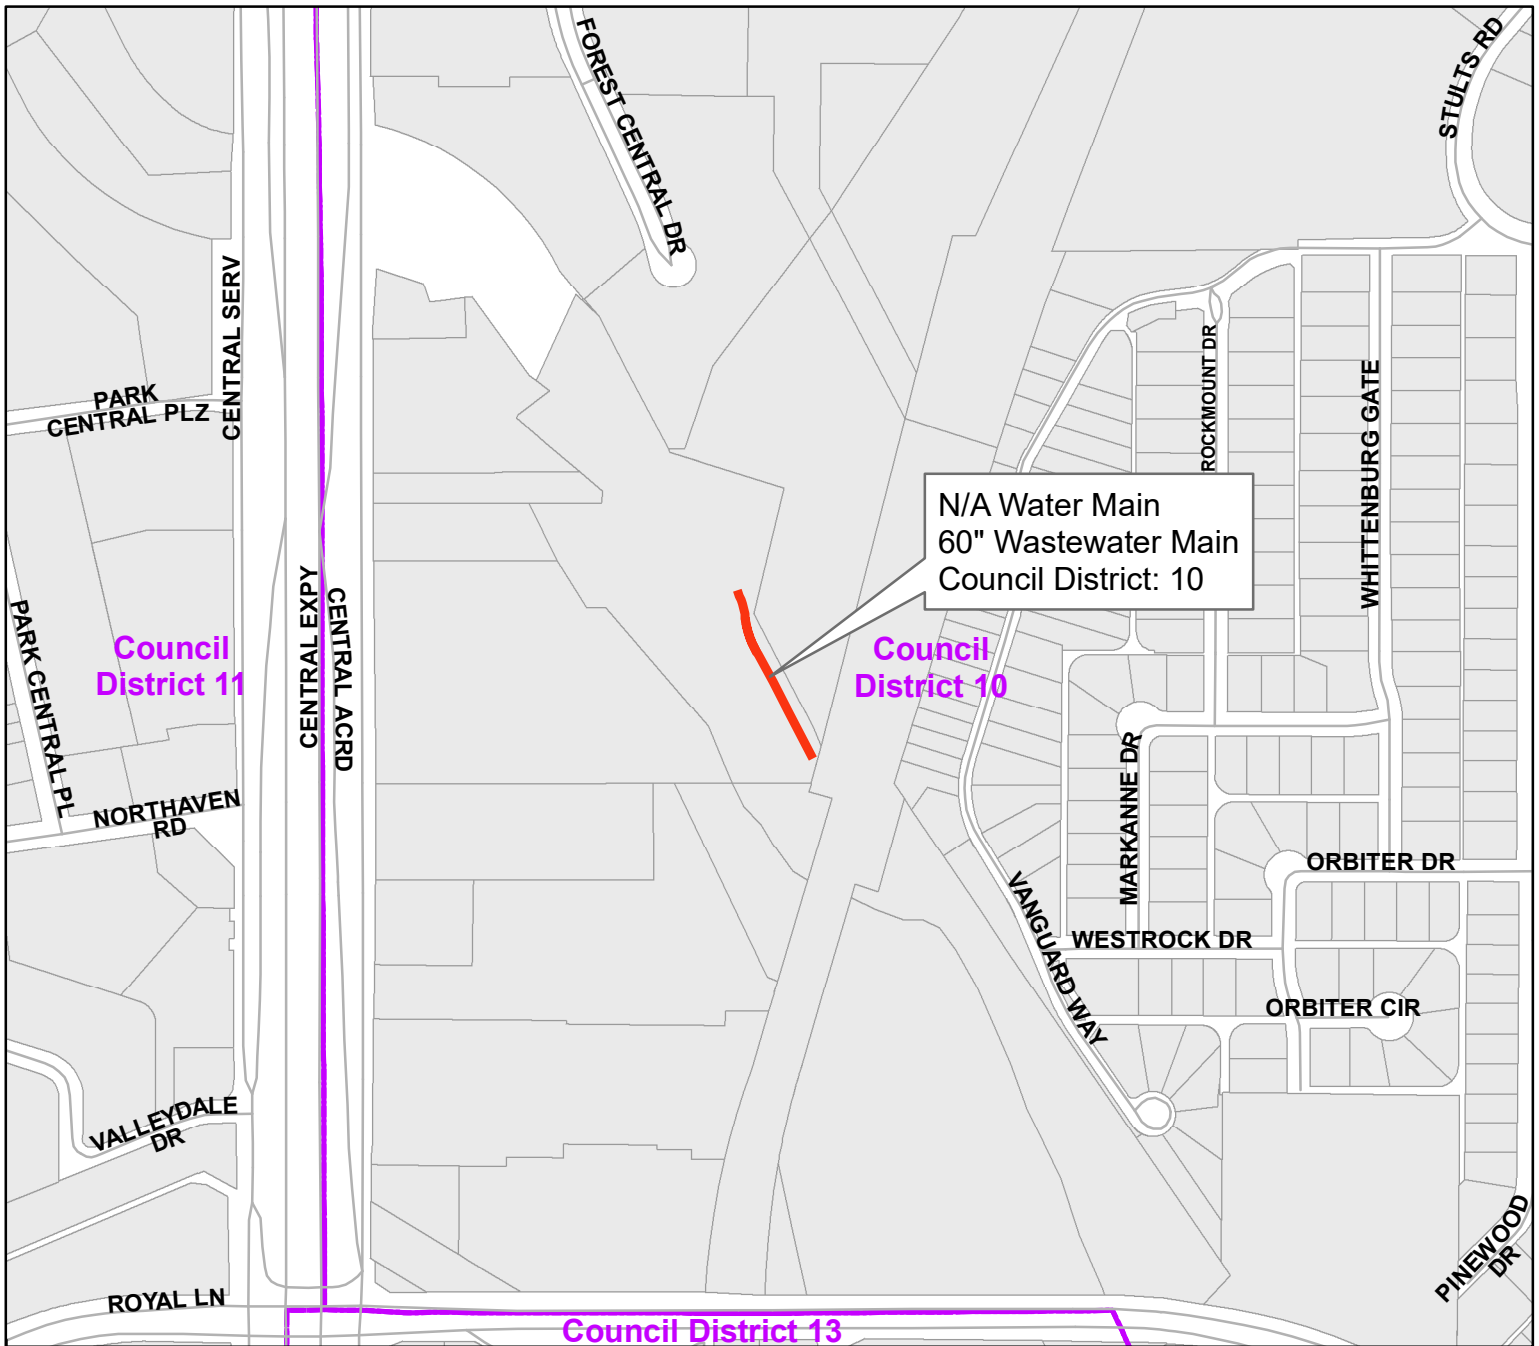 FOREST CENTRAL DR
STULTS RD
CENTRAL SERV
PARK
CENTRAL PLZ
ROCKMOUNT DR
WHITTENBURG GATE
N/A Water Main
60" Wastewater Main
Council District: 10
CENTRAL EXPY
CENTRAL ACRD
PARK CENTRAL PL
Council
District 11
Council
District 10
MARKANNE DR
NORTHAVEN
RD
ORBITER DR
VANGUARD WAY
WESTROCK DR
ORBITER CIR
VALLEYDALE
DR
PINEWOOD
DR
ROYAL LN
Council District 13